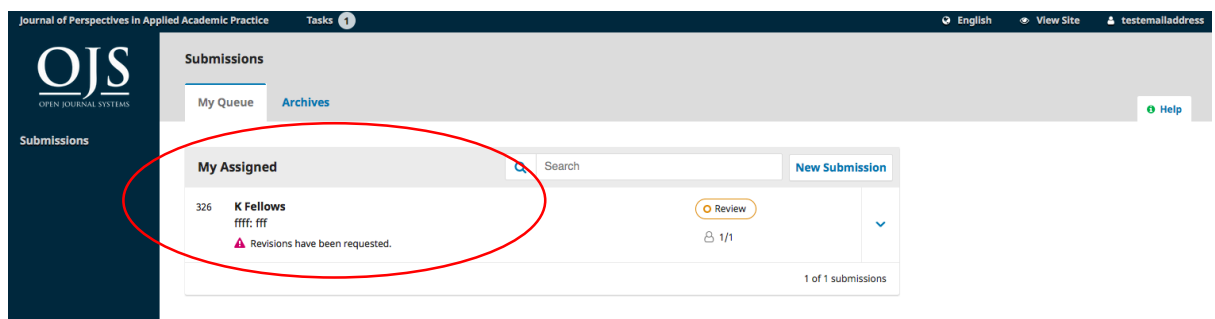 Journal of Perspectives in Applied Academic Practice Tasks 1 English View Site testemailaddress
OJS
OPEN JOURNAL SYSTEMS
Submissions
Submissions
My Queue Archives
Help
My Assigned Search New Submission
326 K Fellows Review
ffff: fff
Revisions have been requested. 1/1
1 of 1 submissions